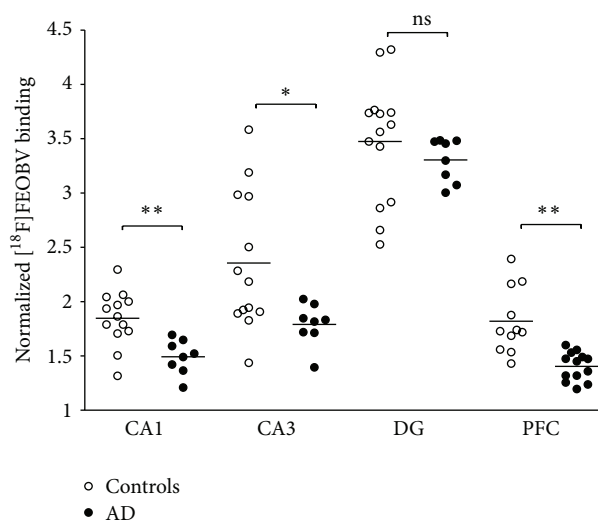 Normalized [¹⁸F]FEOBV binding
4.5
4
3.5
3
2.5
2
1.5
1
**
*
ns
**
CA1 CA3 DG PFC
Controls
AD